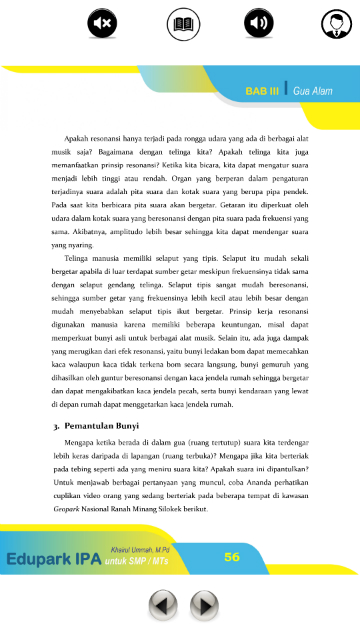 BAB III Gua Alam
Apakah resonansi hanya terjadi pada rongga udara yang ada di berbagai alat
musik saja? Bagaimana dengan telinga kita? Apakah telinga kita juga
memanfaatkan prinsip resonansi? Ketika kita bicara, kita dapat mengatur suara
menjadi lebih tinggi atau rendah. Organ yang berperan dalam pengaturan
terjadinya suara adalah pita suara dan kotak suara yang berupa pipa pendek.
Pada saat kita berbicara pita suara akan bergetar. Getaran itu diperkuat oleh
udara dalam kotak suara yang beresonansi dengan pita suara pada frekuensi yang
sama. Akibatnya, amplitudo lebih besar sehingga kita dapat mendengar suara
yang nyaring.
Telinga manusia memiliki selaput yang tipis. Selaput itu mudah sekali
bergetar apabila di luar terdapat sumber getar meskipun frekuensinya tidak sama
dengan selaput gendang telinga. Selaput tipis sangat mudah beresonansi,
sehingga sumber getar yang frekuensinya lebih kecil atau lebih besar dengan
mudah menyebabkan selaput tipis ikut bergetar. Prinsip kerja resonansi
digunakan manusia karena memiliki beberapa keuntungan, misal dapat
memperkuat bunyi asli untuk berbagai alat musik. Selain itu, ada juga dampak
yang merugikan dari efek resonansi, yaitu bunyi ledakan bom dapat memecahkan
kaca walaupun kaca tidak terkena bom secara langsung, bunyi gemuruh yang
dihasilkan oleh guntur beresonansi dengan kaca jendela rumah sehingga bergetar
dan dapat mengakibatkan kaca jendela pecah, serta bunyi kendaraan yang lewat
di depan rumah dapat menggetarkan kaca jendela rumah.
3. Pemantulan Bunyi
Mengapa ketika berada di dalam gua (ruang tertutup) suara kita terdengar
lebih keras daripada di lapangan (ruang terbuka)? Mengapa jika kita berteriak
pada tebing seperti ada yang meniru suara kita? Apakah suara ini dipantulkan?
Untuk menjawab berbagai pertanyaan yang muncul, coba Ananda perhatikan
cuplikan video orang yang sedang berteriak pada beberapa tempat di kawasan
Geopark Nasional Ranah Minang Silokek berikut.
Khairul Ummah, M.Pd
Edupark IPA untuk SMP / MTs
56